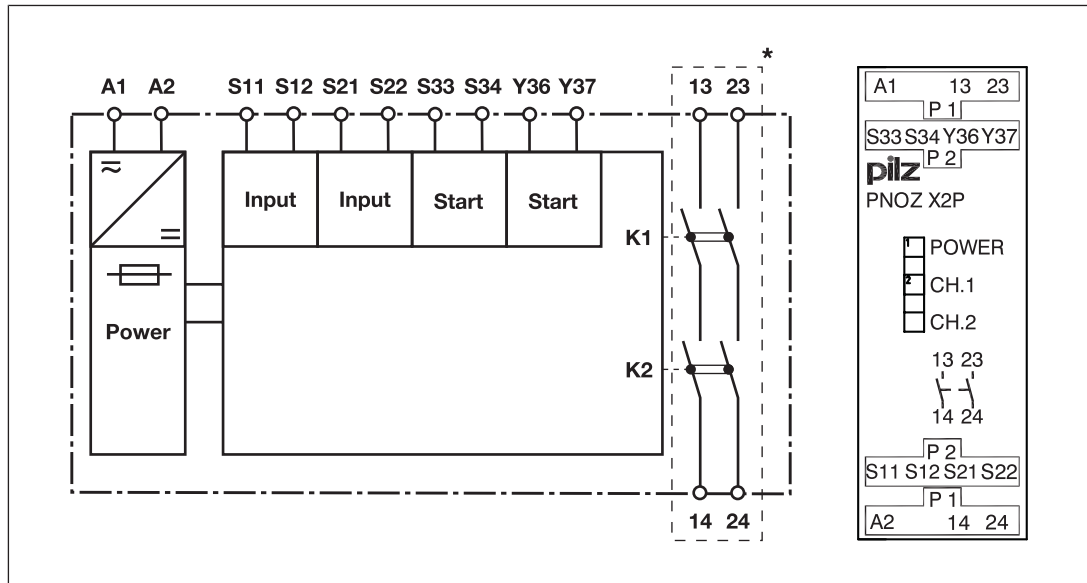 *
A1 A2 S11 S12 S21 S22 S33 S34 Y36 Y37 13 23
Input Input Start Start
K1
Power
K2
14 24
A1 13 23
P 1
S33 S34 Y36 Y37
P 2
pilz
PNOZ X2P
1 POWER
2 CH.1
CH.2
13 23
14 24
P 2
S11 S12 S21 S22
P 1
A2 14 24